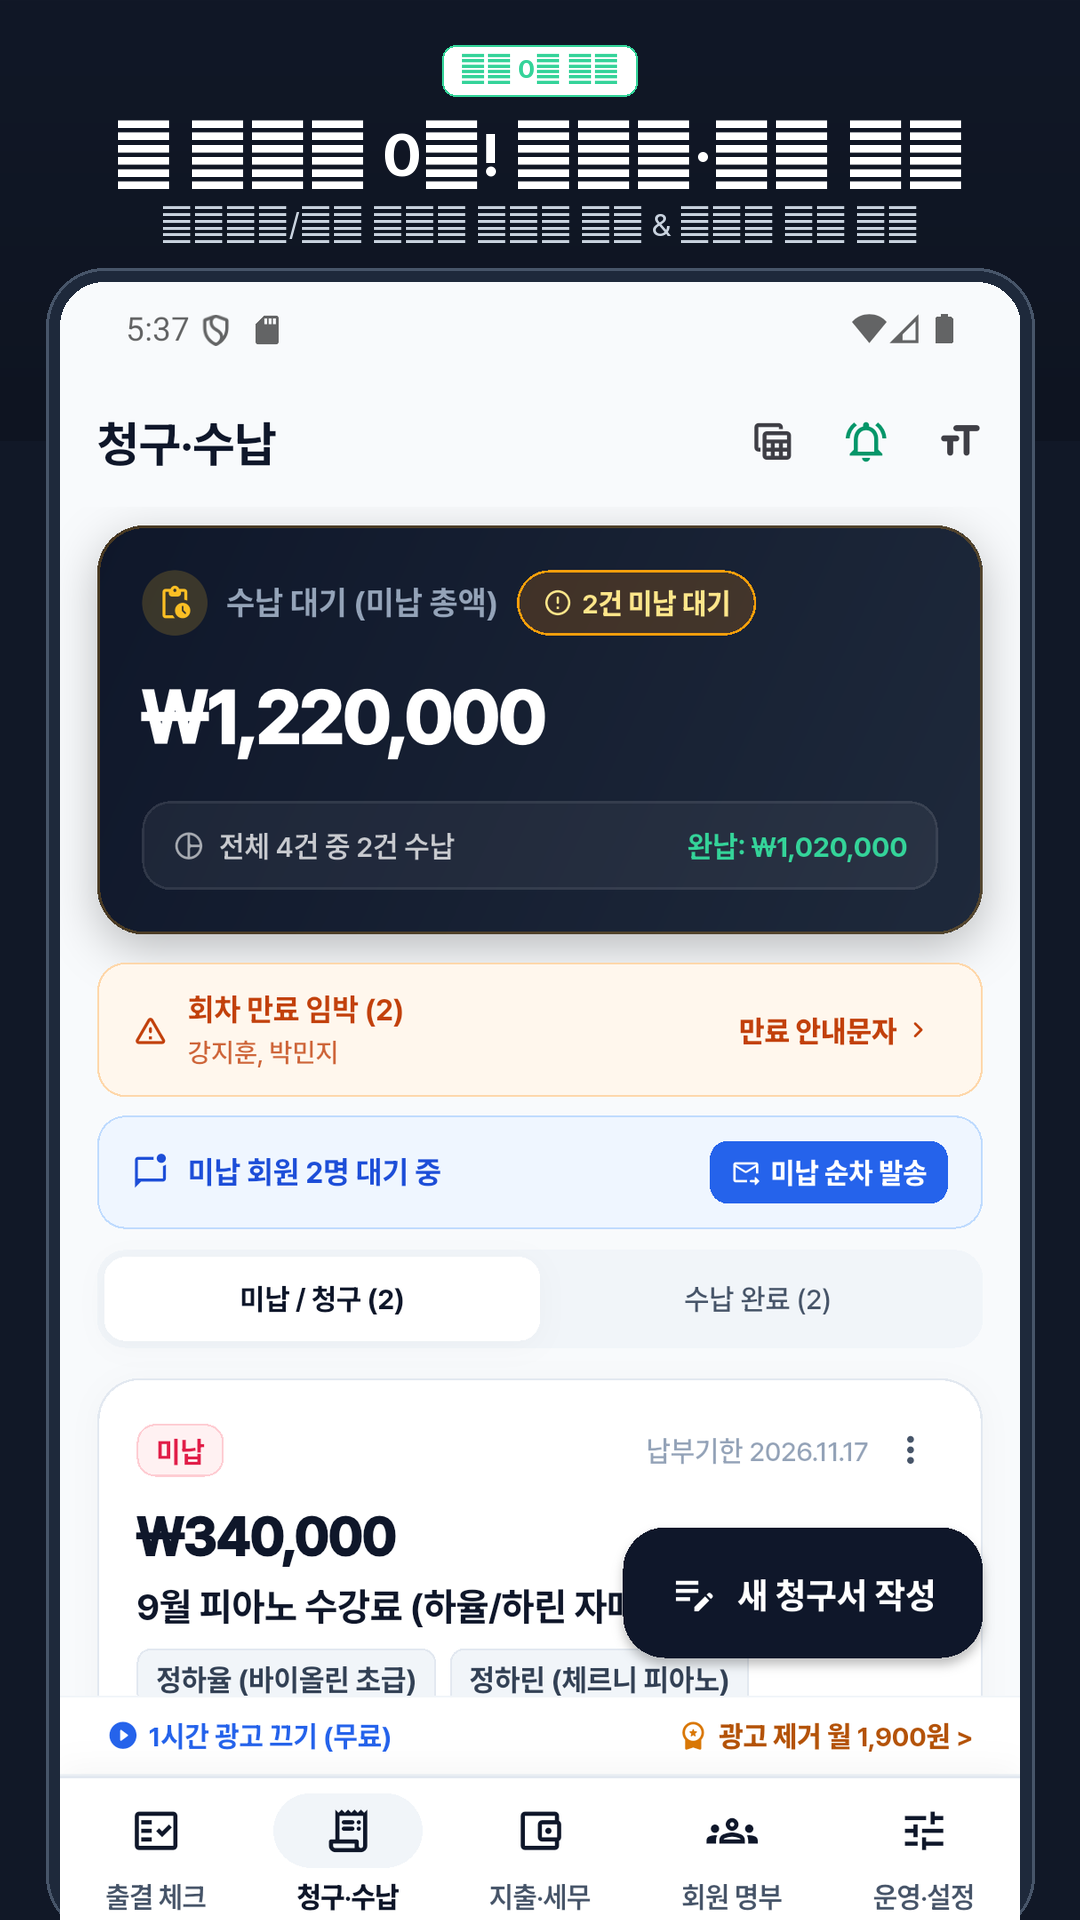 5:37
청구·수납
수납 대기 (미납 총액)
2건 미납 대기
₩1,220,000
전체 4건 중 2건 수납
완납: ₩1,020,000
회차 만료 임박 (2)
강지훈, 박민지
만료 안내문자 >
미납 회원 2명 대기 중
미납 순차 발송
미납 / 청구 (2)
수납 완료 (2)
미납
납부기한 2026.11.17
₩340,000
9월 피아노 수강료 (하율/하린
새 청구서 작성
정하율 (바이올린 초급)
정하린 (체르니 피아노)
1시간 광고 끄기 (무료)
광고 제거 월 1,900원 >
출결 체크
청구·수납
지출·세무
회원 명부
운영·설정